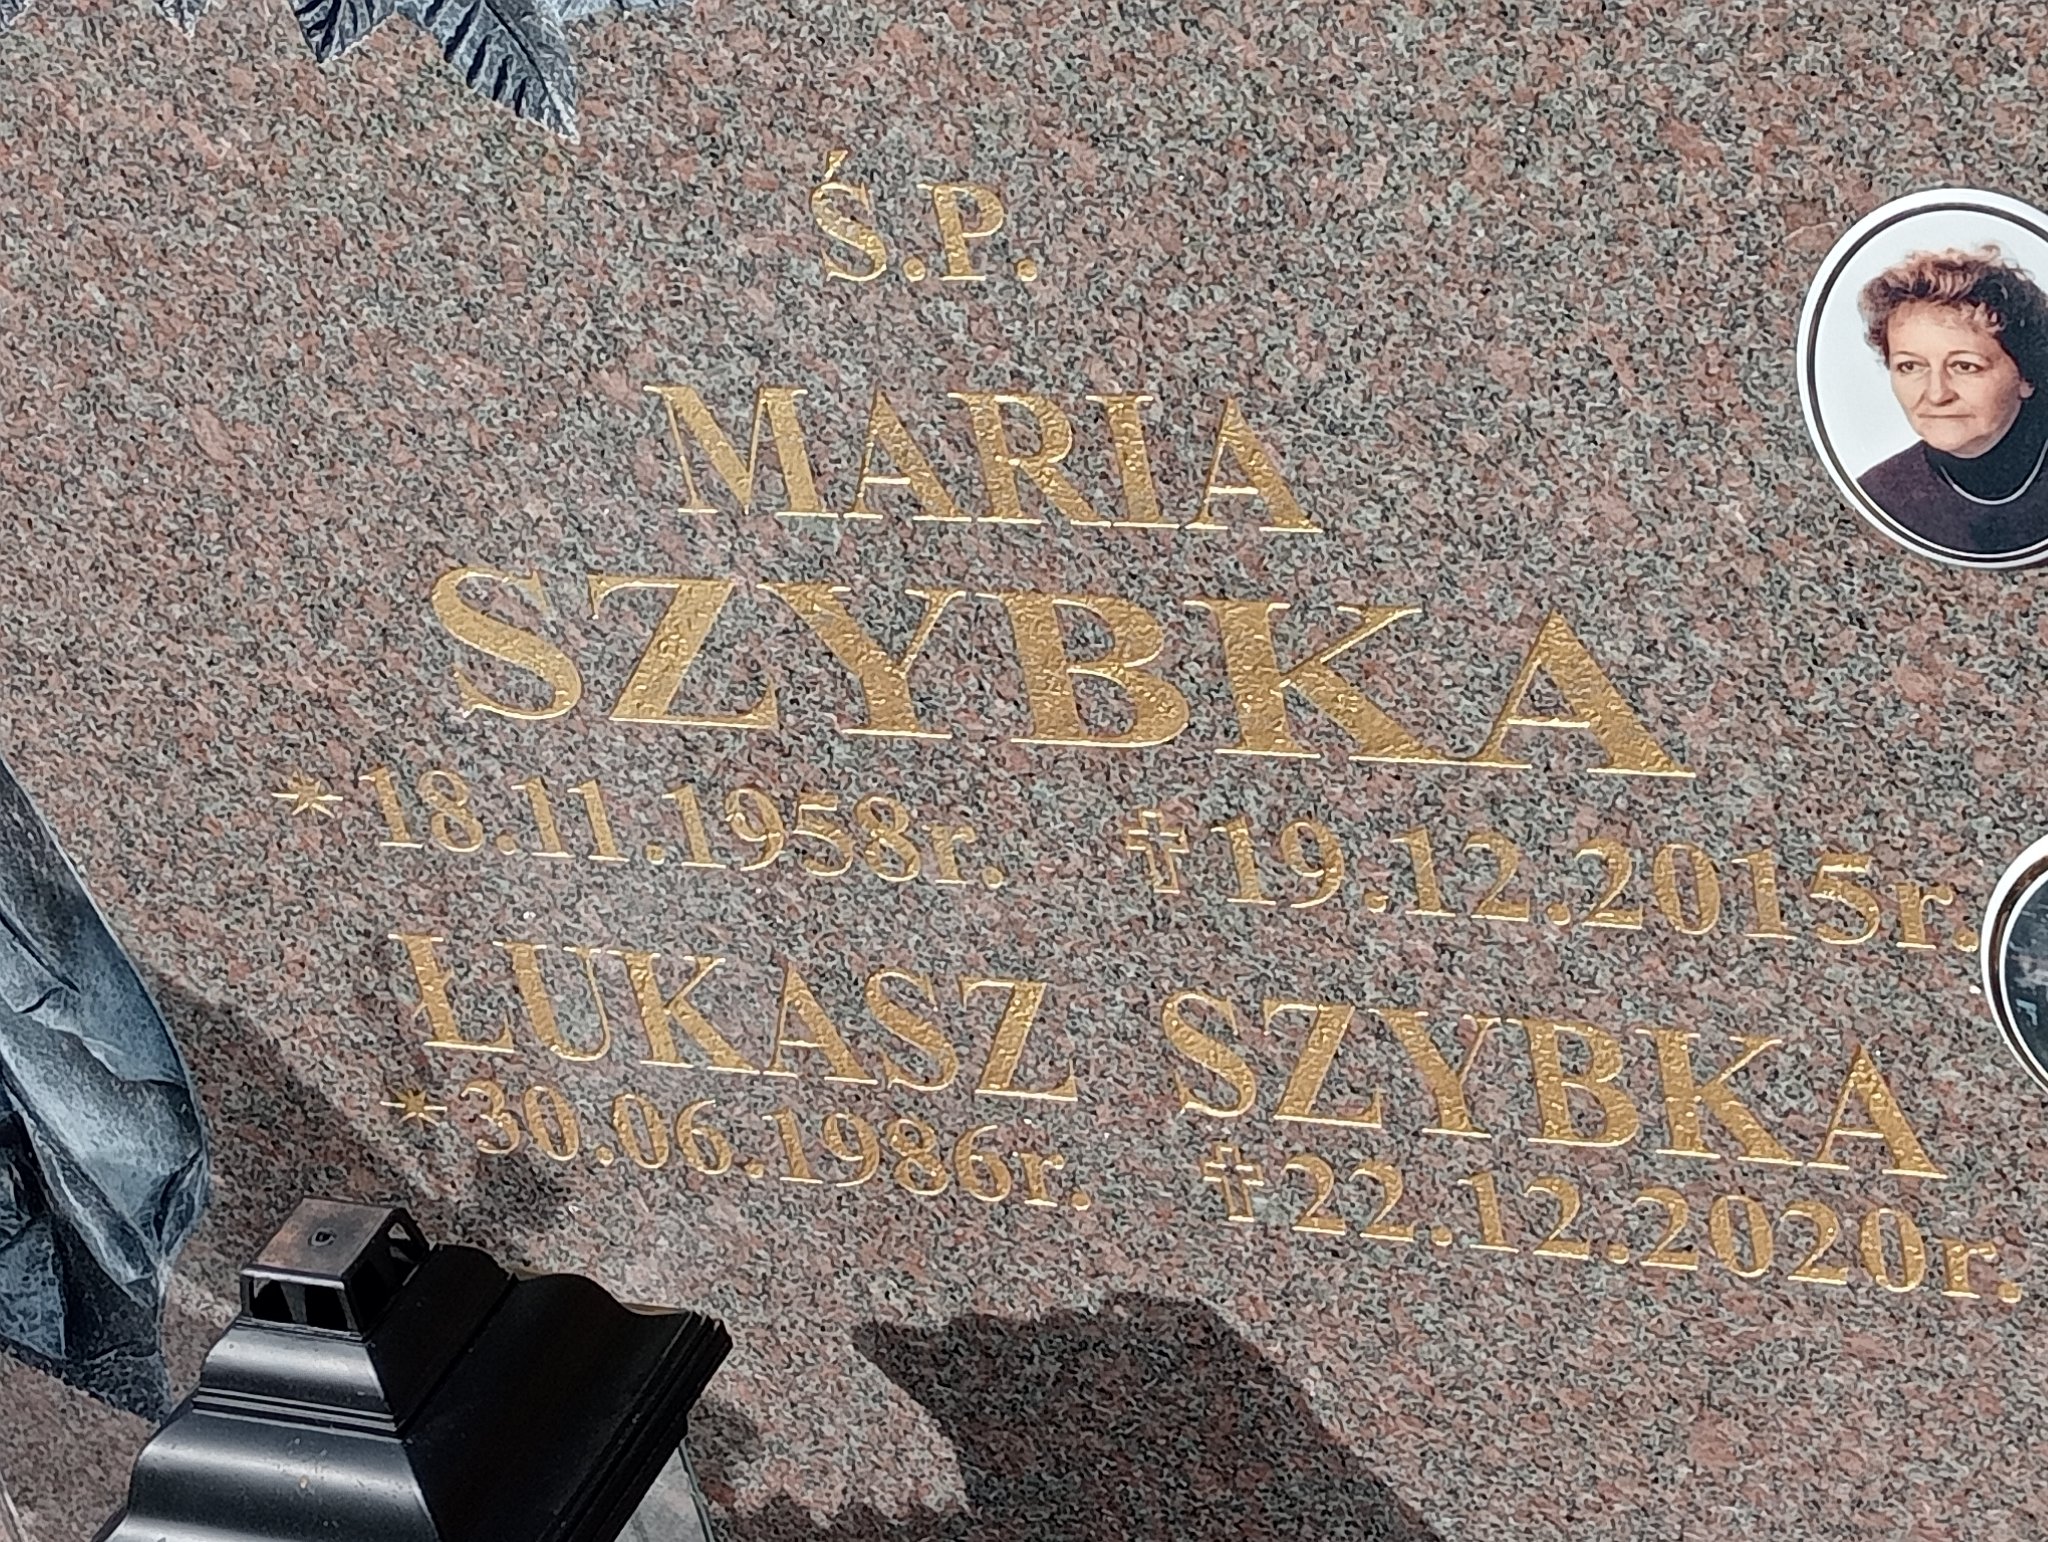 Ś.P.
MARIA
SZYBKA
* 18.11.1958r. ✝ 19.12.2015r.
ŁUKASZ SZYBKA
* 30.06.1986r. ✝ 22.12.2020r.